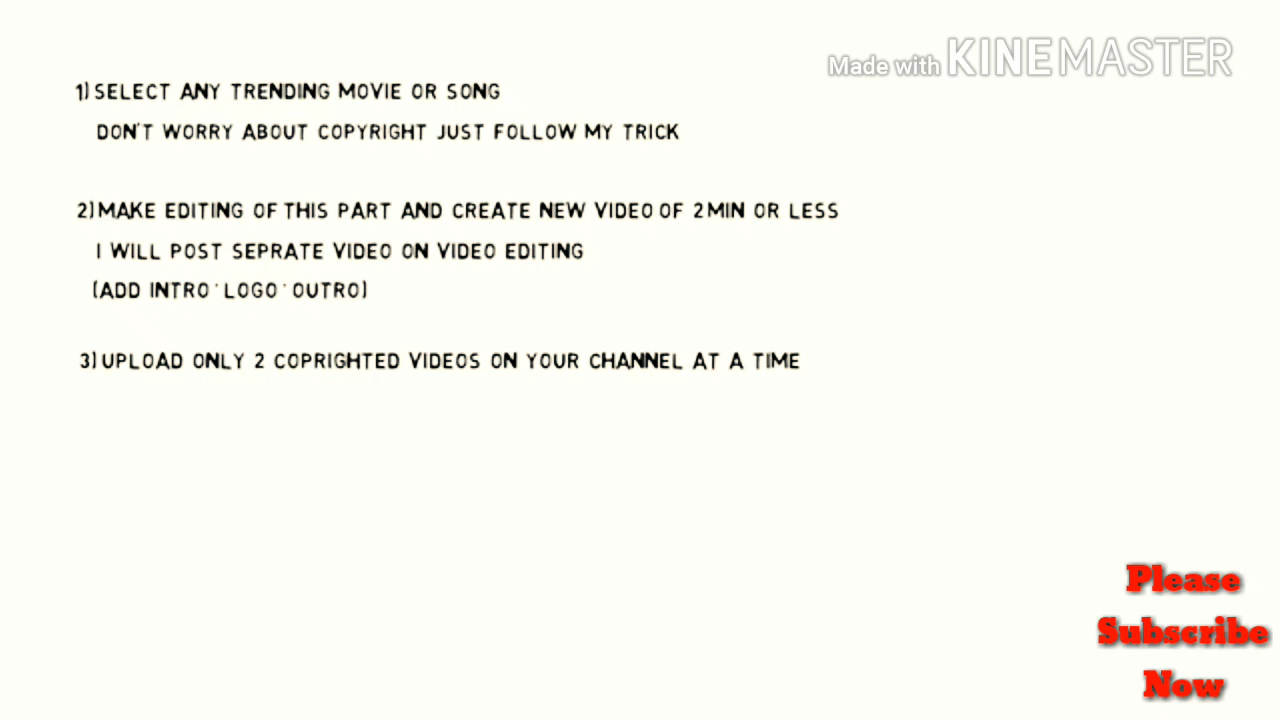 Made with KINEMASTER
1) SELECT ANY TRENDING MOVIE OR SONG
DON'T WORRY ABOUT COPYRIGHT JUST FOLLOW MY TRICK
2) MAKE EDITING OF THIS PART AND CREATE NEW VIDEO OF 2 MIN OR LESS
I WILL POST SEPRATE VIDEO ON VIDEO EDITING
(ADD INTRO · LOGO · OUTRO)
3) UPLOAD ONLY 2 COPRIGHTED VIDEOS ON YOUR CHANNEL AT A TIME
Please
Subscribe
Now